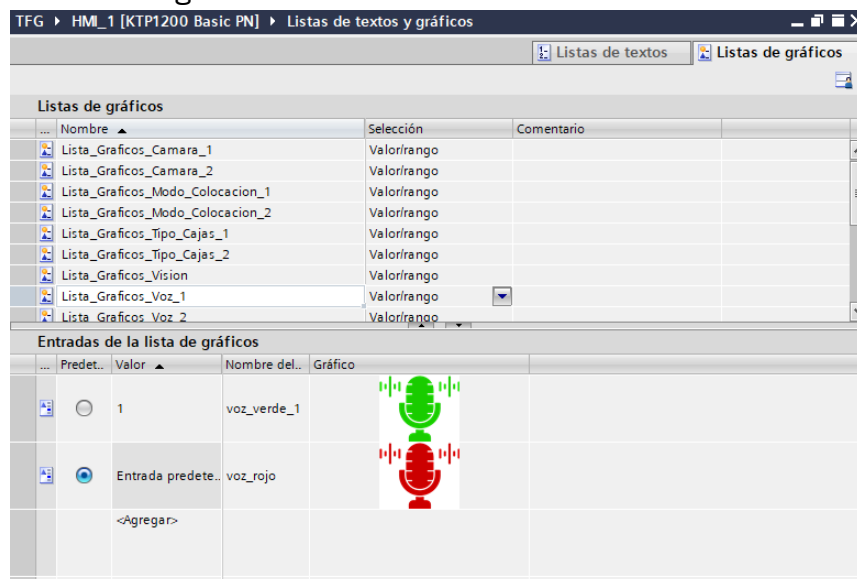 TFG ▸ HMI_1 [KTP1200 Basic PN] ▸ Listas de textos y gráficos
Listas de textos Listas de gráficos
Listas de gráficos
... Nombre Selección Comentario
Lista_Graficos_Camara_1 Valor/rango
Lista_Graficos_Camara_2 Valor/rango
Lista_Graficos_Modo_Colocacion_1 Valor/rango
Lista_Graficos_Modo_Colocacion_2 Valor/rango
Lista_Graficos_Tipo_Cajas_1 Valor/rango
Lista_Graficos_Tipo_Cajas_2 Valor/rango
Lista_Graficos_Vision Valor/rango
Lista_Graficos_Voz_1 Valor/rango
Lista_Graficos_Voz_2 Valor/rango
Entradas de la lista de gráficos
... Predet.. Valor Nombre del.. Gráfico
1 voz_verde_1
Entrada predete.. voz_rojo
<Agregar>